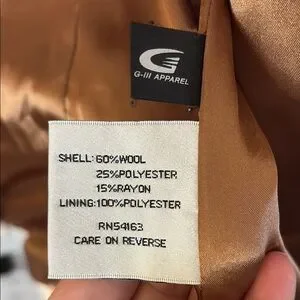 G-III APPAREL
SHELL: 60%WOOL
25%POLYESTER
15%RAYON
LINING: 100%POLYESTER
RN54163
CARE ON REVERSE